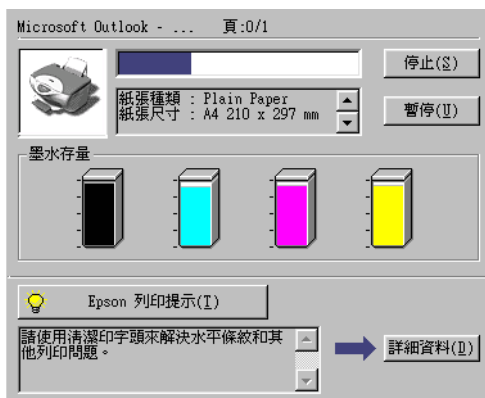 Microsoft Outlook - ... 頁:0/1
停止(S)
紙張種類 : Plain Paper
紙張尺寸 : A4 210 x 297 mm
暫停(U)
墨水存量
Epson 列印提示(T)
請使用清潔印字頭來解決水平條紋和其
他列印問題。
詳細資料(D)